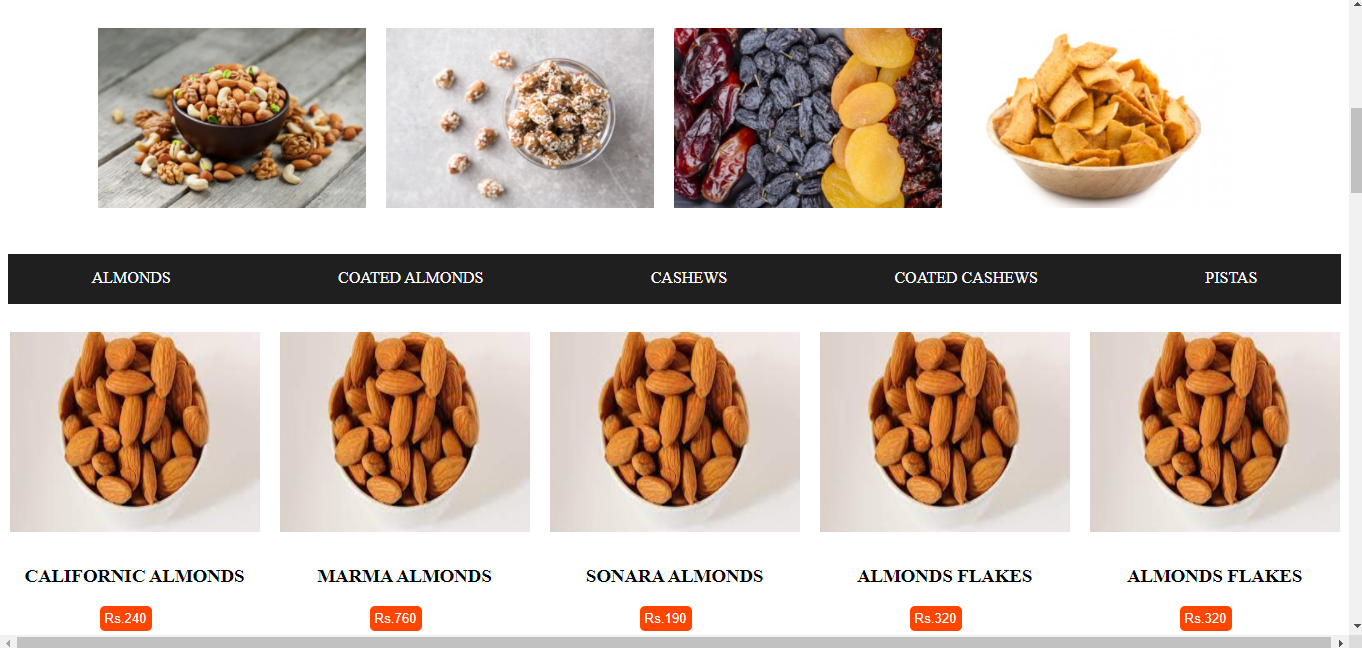 ALMONDS COATED ALMONDS CASHEWS COATED CASHEWS PISTAS
CALIFORNIC ALMONDS MARMA ALMONDS SONARA ALMONDS ALMONDS FLAKES ALMONDS FLAKES
Rs.240 Rs.760 Rs.190 Rs.320 Rs.320